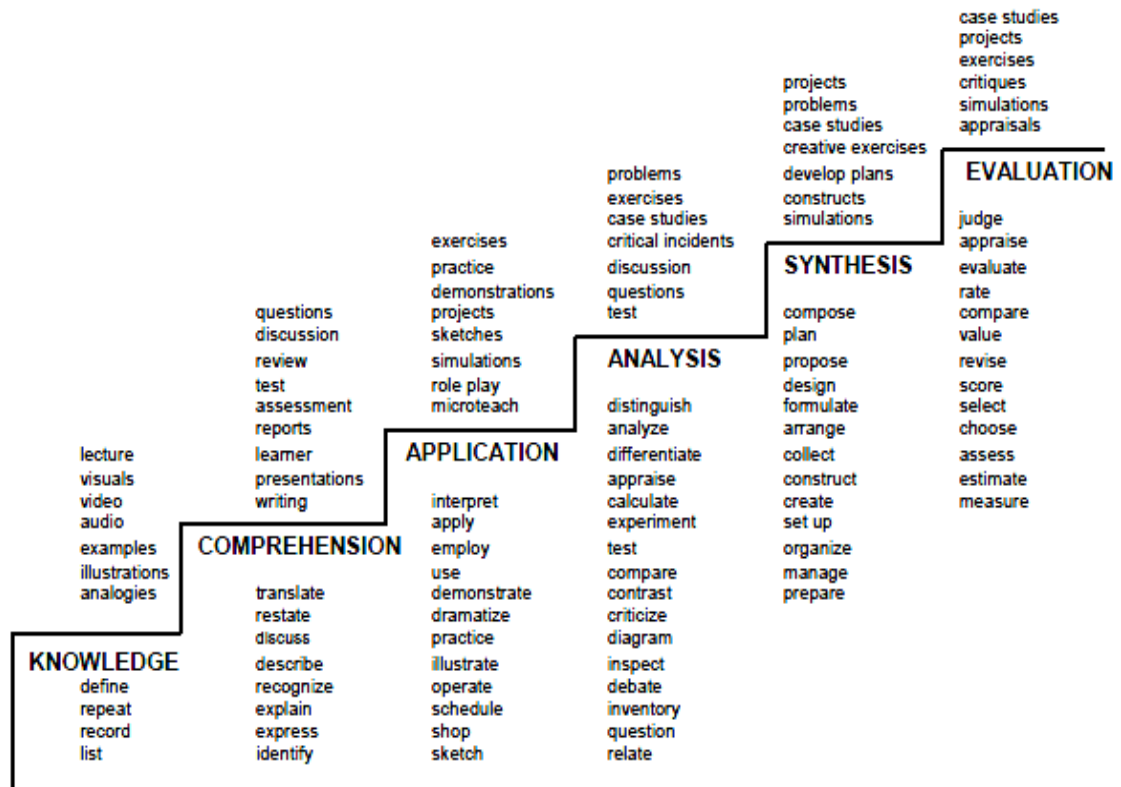 lecture
visuals
video
audio
examples
illustrations
analogies
KNOWLEDGE
define
repeat
record
list
questions
discussion
review
test
assessment
reports
learner
presentations
writing
COMPREHENSION
translate
restate
discuss
describe
recognize
explain
express
identify
exercises
practice
demonstrations
projects
sketches
simulations
role play
microteach
APPLICATION
interpret
apply
employ
use
demonstrate
dramatize
practice
illustrate
operate
schedule
shop
sketch
problems
exercises
case studies
critical incidents
discussion
questions
test
ANALYSIS
distinguish
analyze
differentiate
appraise
calculate
experiment
test
compare
contrast
criticize
diagram
inspect
debate
inventory
question
relate
projects
problems
case studies
creative exercises
develop plans
constructs
simulations
SYNTHESIS
compose
plan
propose
design
formulate
arrange
collect
construct
create
set up
organize
manage
prepare
case studies
projects
exercises
critiques
simulations
appraisals
EVALUATION
judge
appraise
evaluate
rate
compare
value
revise
score
select
choose
assess
estimate
measure